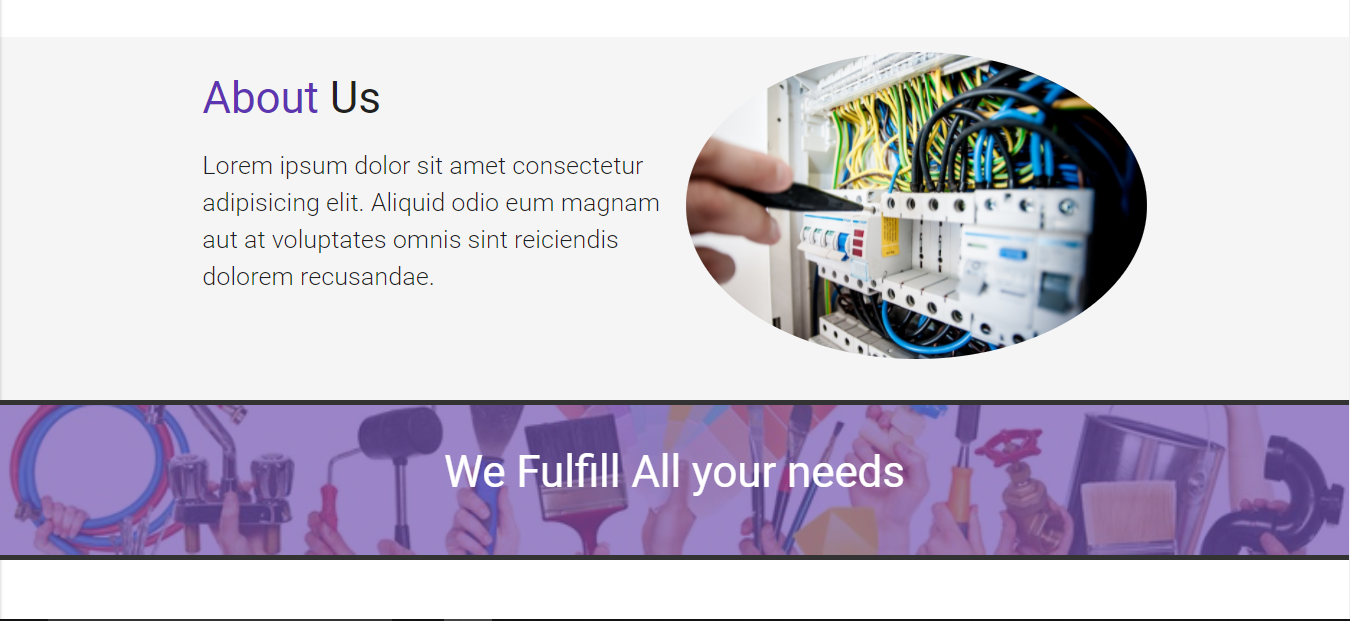 About Us
Lorem ipsum dolor sit amet consectetur
adipisicing elit. Aliquid odio eum magnam
aut at voluptates omnis sint reiciendis
dolorem recusandae.
We Fulfill All your needs